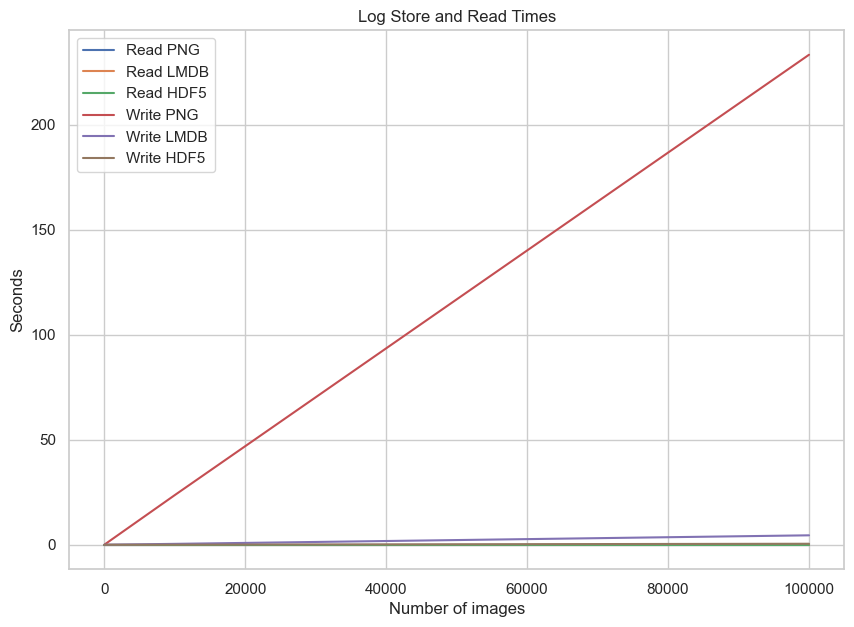 Log Store and Read Times
Read PNG
Read LMDB
Read HDF5
Write PNG
Write LMDB
Write HDF5
200
150
100
50
0
Seconds
0 20000 40000 60000 80000 100000
Number of images